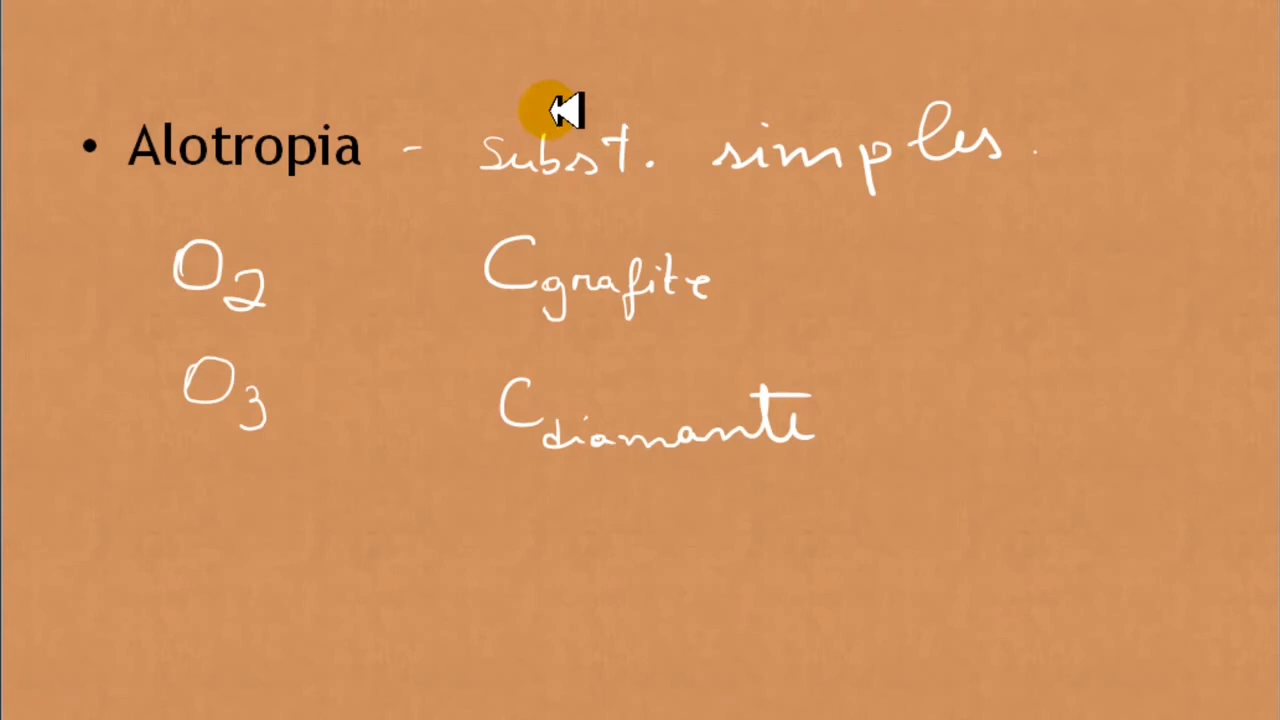 • Alotropia - Subst. simples.
O2 Cgrafite
O3 Cdiamante